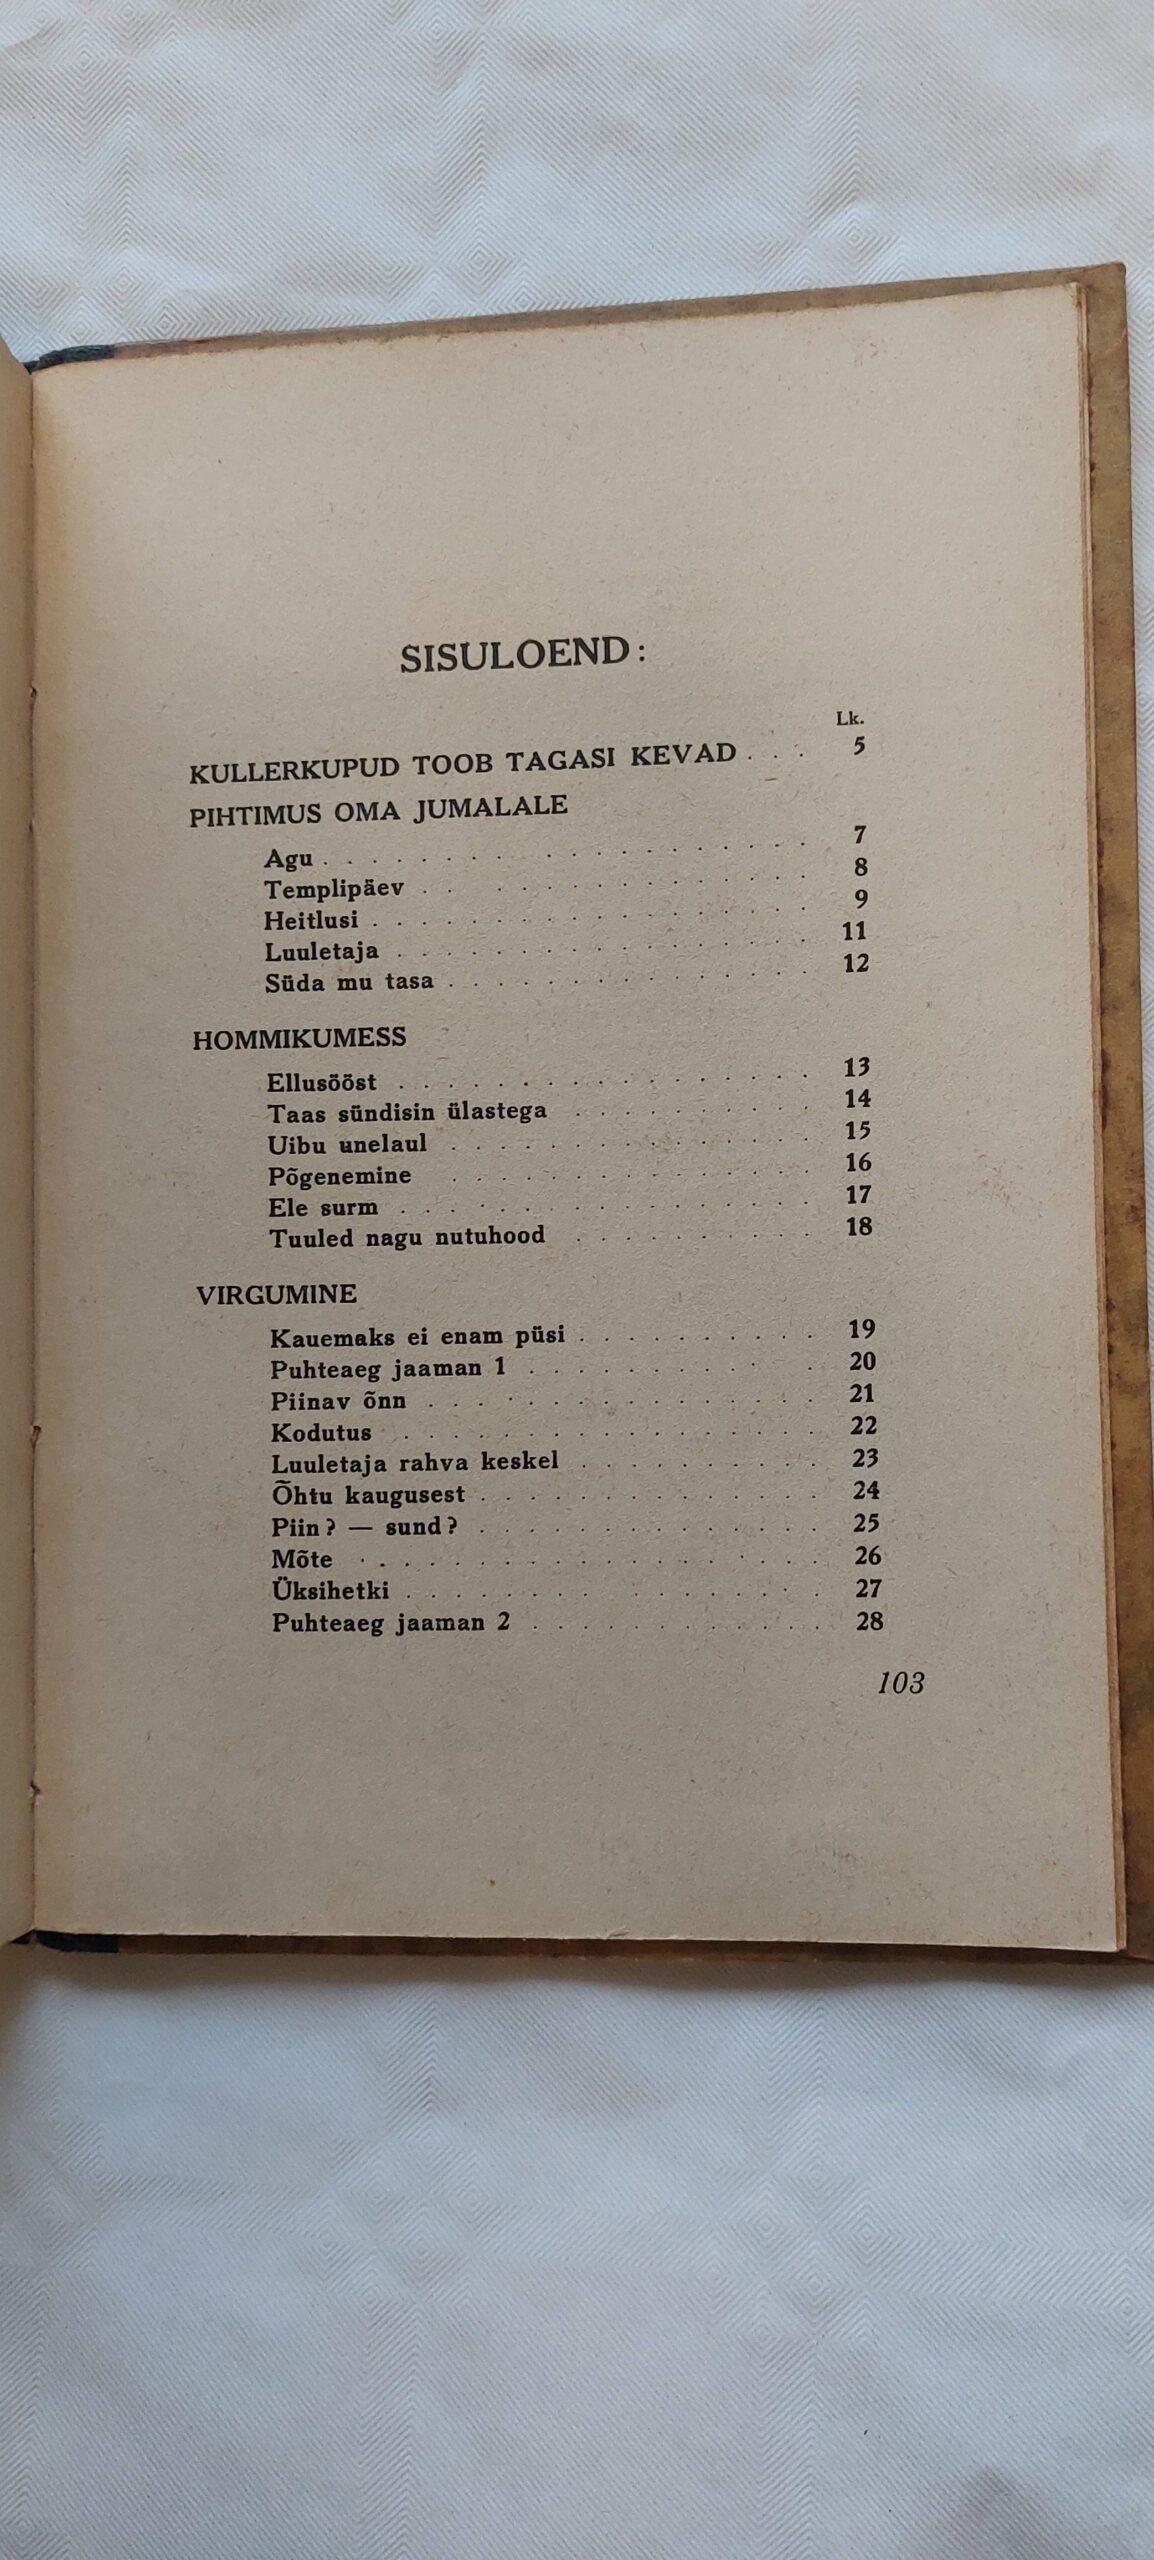 SISULOEND:
Lk.
KULLERKUPUD TOOB TAGASI KEVAD . . . 5
PIHTIMUS OMA JUMALALE
Agu . . . . . . . . . . . . . . . . 7
Templipäev . . . . . . . . . . . . 8
Heitlusi . . . . . . . . . . . . . . 9
Luuletaja . . . . . . . . . . . . . 11
Süda mu tasa . . . . . . . . . . . 12
HOMMIKUMESS
Ellusööst . . . . . . . . . . . . . 13
Taas sündisin ülastega . . . . . . . 14
Uibu unelaul . . . . . . . . . . . 15
Põgenemine . . . . . . . . . . . 16
Ele surm . . . . . . . . . . . . . 17
Tuuled nagu nutuhood . . . . . . . 18
VIRGUMINE
Kauemaks ei enam püsi . . . . . . . 19
Puhteaeg jaaman 1 . . . . . . . . . 20
Piinav õnn . . . . . . . . . . . . 21
Kodutus . . . . . . . . . . . . . 22
Luuletaja rahva keskel . . . . . . . 23
Õhtu kaugusest . . . . . . . . . . 24
Piin? — sund? . . . . . . . . . . . 25
Mõte . . . . . . . . . . . . . . . 26
Üksihetki . . . . . . . . . . . . . 27
Puhteaeg jaaman 2 . . . . . . . . . 28
103